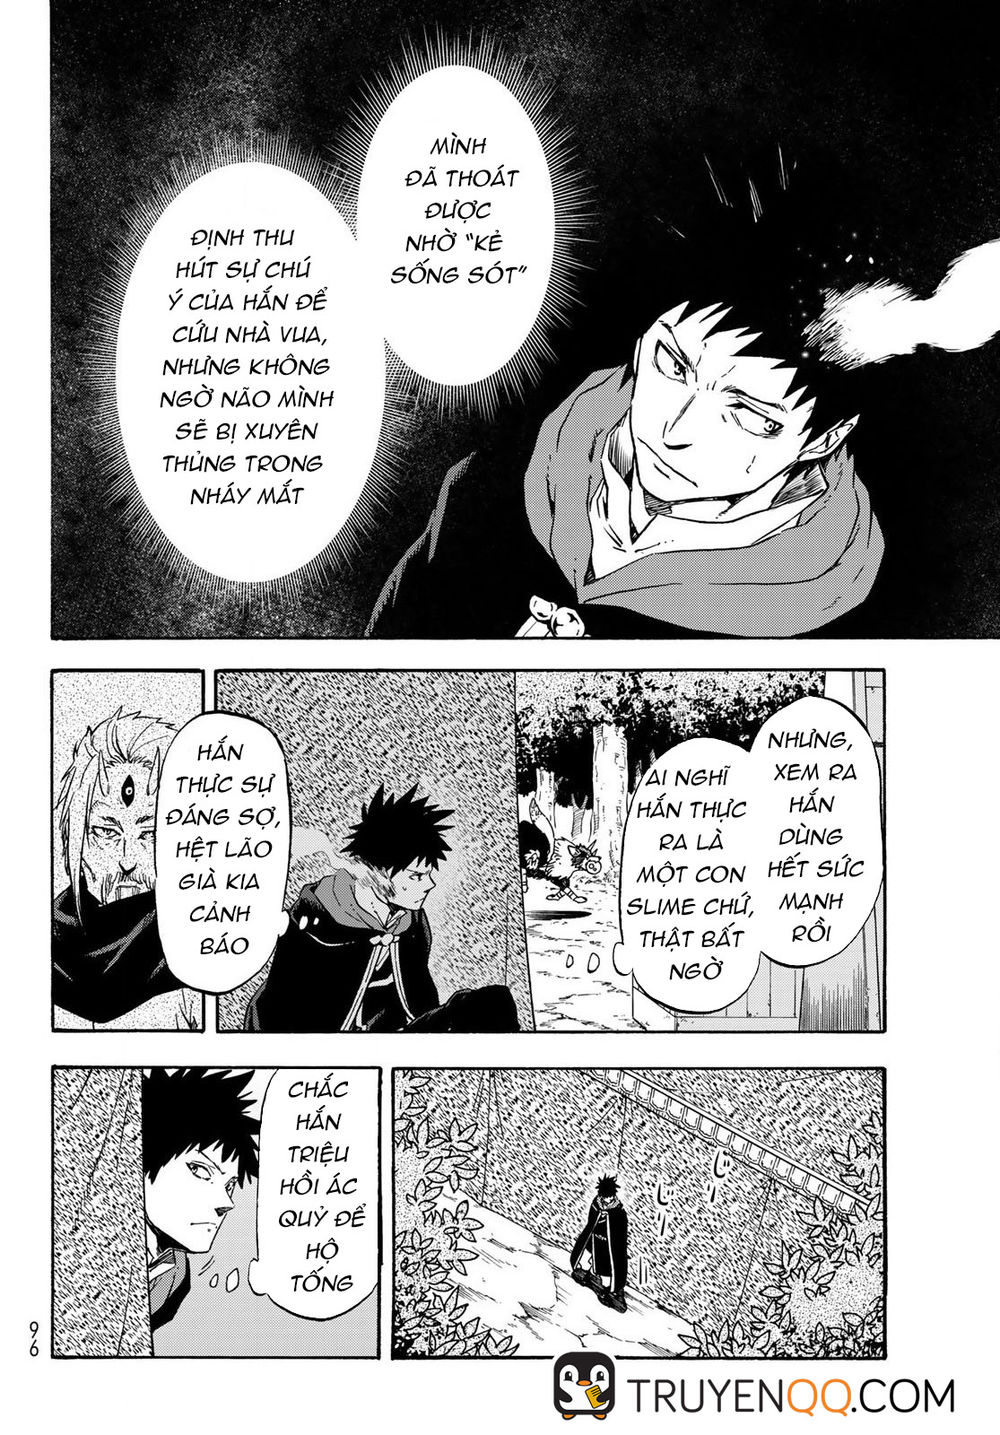 MÌNH
ĐÃ THOÁT
ĐƯỢC
NHỜ "KẺ
SỐNG SÓT"
ĐỊNH THU
HÚT SỰ CHÚ
Ý CỦA HẮN ĐỂ
CỨU NHÀ VUA,
NHƯNG KHÔNG
NGỜ NÃO MÌNH
SẼ BỊ XUYÊN
THỦNG TRONG
NHÁY MẮT
NHƯNG,
XEM RA
HẮN
DÙNG
HẾT SỨC
MẠNH
RỒI
AI NGHĨ
HẮN THỰC
RA LÀ
MỘT CON
SLIME CHỨ,
THẬT BẤT
NGỜ
HẮN
THỰC SỰ
ĐÁNG SỢ,
HỆT LÃO
GIÀ KIA
CẢNH
BÁO
じ
じ
CHẮC
HẮN
TRIỆU
HỒI ÁC
QUỶ ĐỂ
HỘ
TỐNG
96
TRUYENQQ.COM